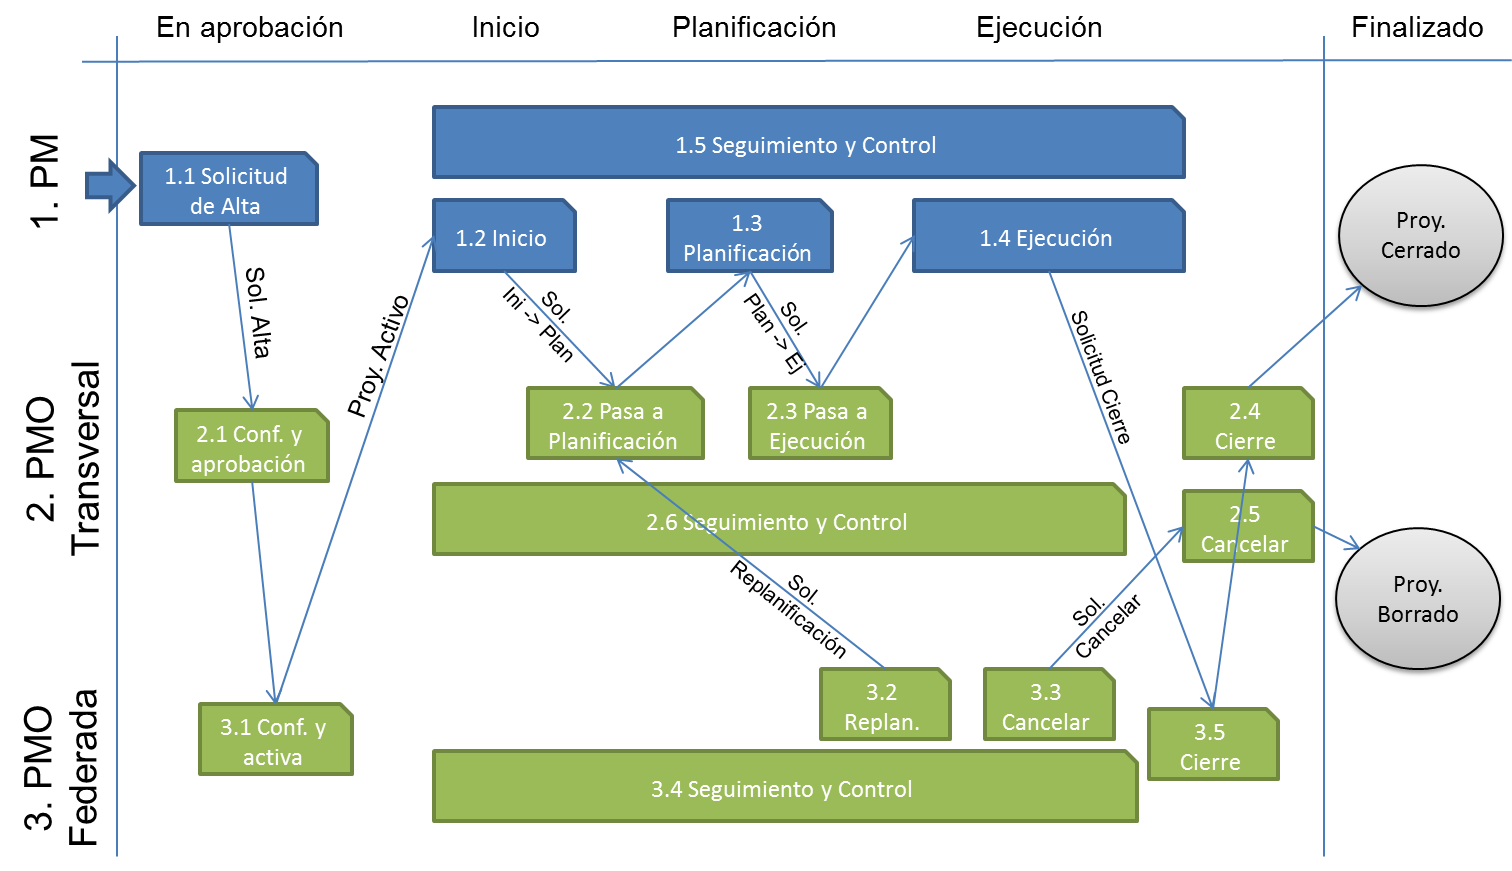 En aprobación
Inicio
Planificación
Ejecución
Finalizado
1. PM
1.1 Solicitud
de Alta
1.5 Seguimiento y Control
1.2 Inicio
1.3
Planificación
1.4 Ejecución
Proy.
Cerrado
Sol. Alta
Proy. Activo
Sol.
Ini -> Plan
Sol.
Plan -> Ej
Solicitud Cierre
2. PMO
Transversal
2.1 Conf. y
aprobación
2.2 Pasa a
Planificación
2.3 Pasa a
Ejecución
2.4
Cierre
2.6 Seguimiento y Control
2.5
Cancelar
Proy.
Borrado
Sol.
Replanificación
Sol.
Cancelar
3. PMO
Federada
3.1 Conf. y
activa
3.2
Replan.
3.3
Cancelar
3.5
Cierre
3.4 Seguimiento y Control